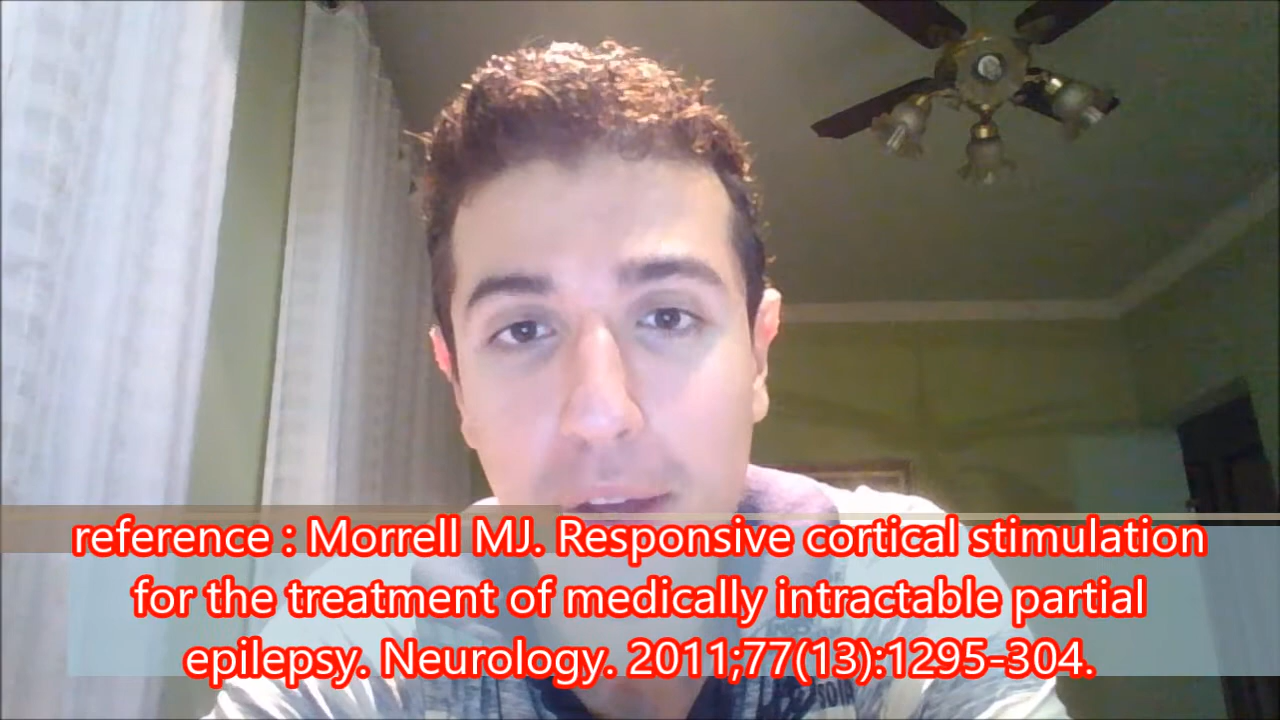 reference : Morrell MJ. Responsive cortical stimulation
for the treatment of medically intractable partial
epilepsy. Neurology. 2011;77(13):1295-304.